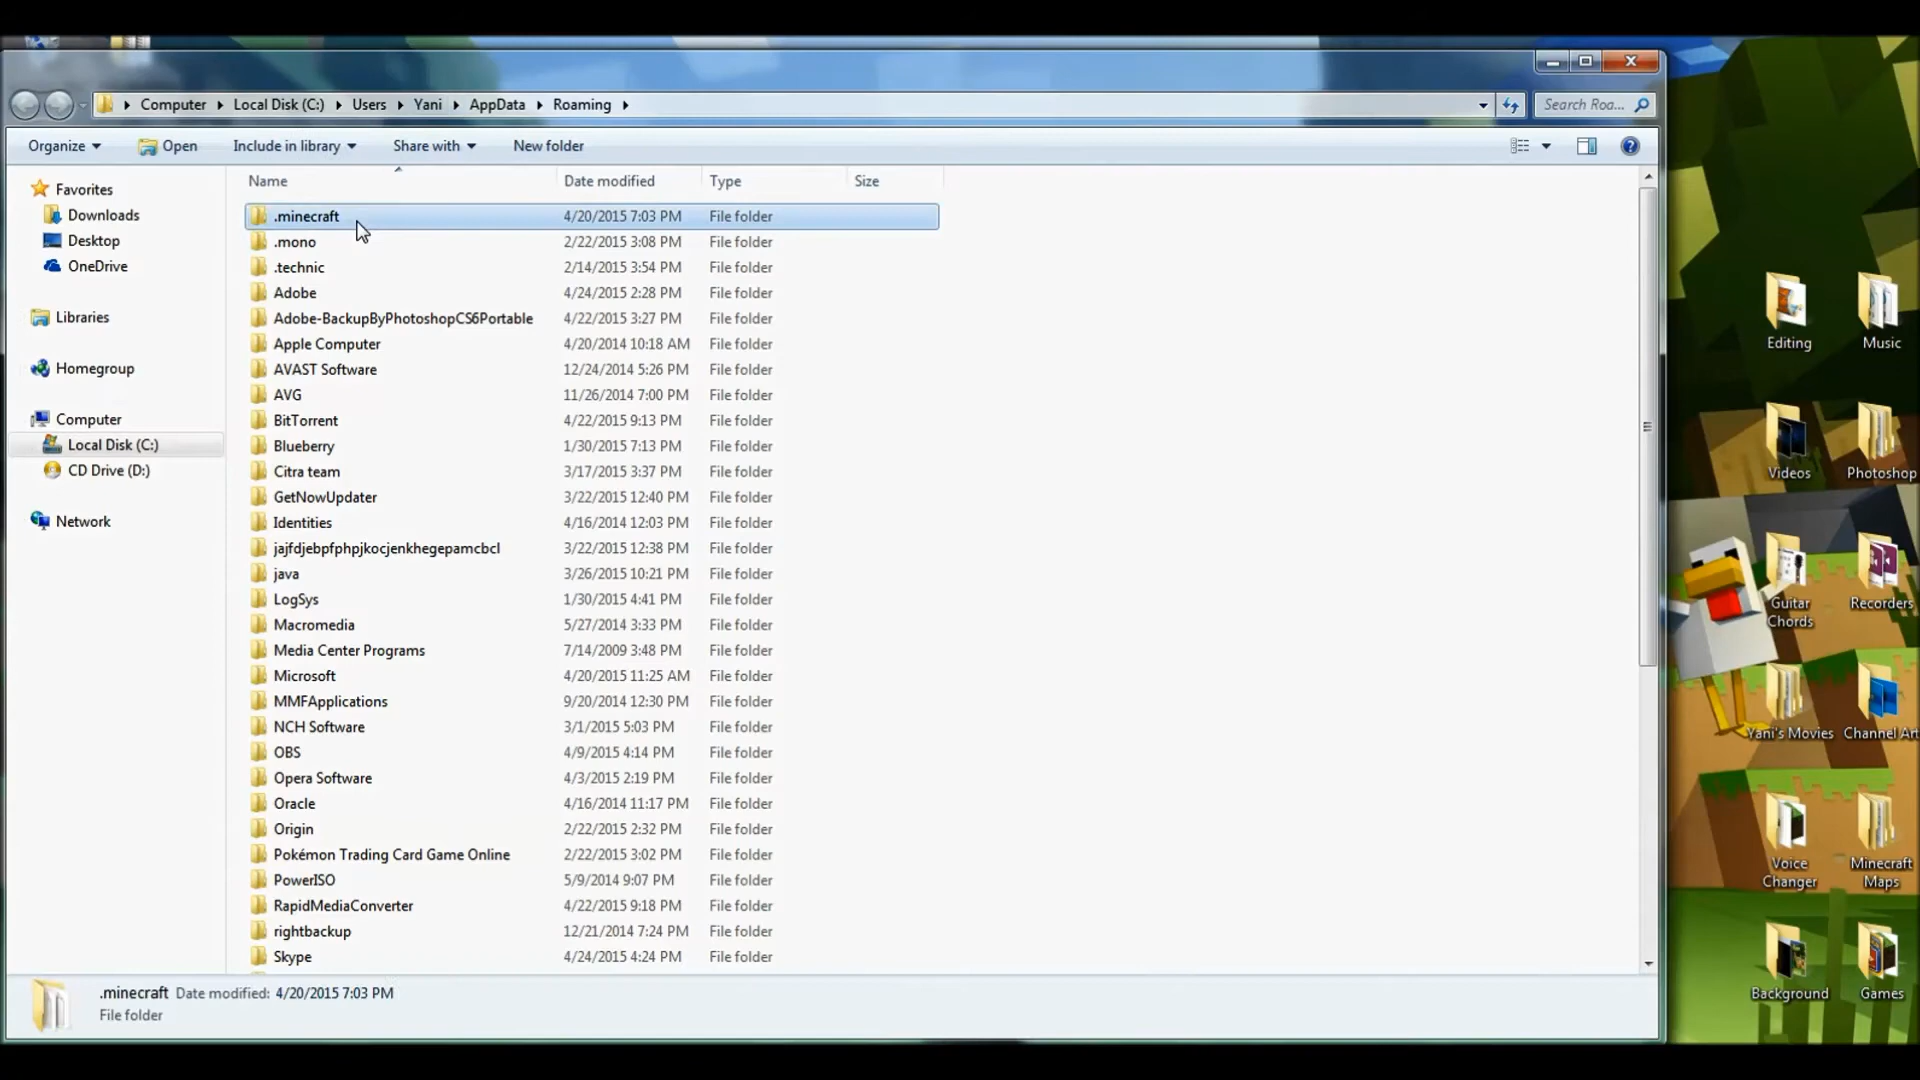 Computer Local Disk (C:) Users Yani AppData Roaming
Search Roa...
Organize Open Include in library Share with New folder
Name Date modified Type Size
Favorites
Downloads
Desktop
OneDrive
Libraries
Homegroup
Computer
Local Disk (C:)
CD Drive (D:)
Network
.minecraft 4/20/2015 7:03 PM File folder
.mono 2/22/2015 3:08 PM File folder
.technic 2/14/2015 3:54 PM File folder
Adobe 4/24/2015 2:28 PM File folder
Adobe-BackupByPhotoshopCS6Portable 4/22/2015 3:27 PM File folder
Apple Computer 4/20/2014 10:18 AM File folder
AVAST Software 12/24/2014 5:26 PM File folder
AVG 11/26/2014 7:00 PM File folder
BitTorrent 4/22/2015 9:13 PM File folder
Blueberry 1/30/2015 7:13 PM File folder
Citra team 3/17/2015 3:37 PM File folder
GetNowUpdater 3/22/2015 12:40 PM File folder
Identities 4/16/2014 12:03 PM File folder
jajfdjebpfphpjkocjenkhegepamcbcl 3/22/2015 12:38 PM File folder
java 3/26/2015 10:21 PM File folder
LogSys 1/30/2015 4:41 PM File folder
Macromedia 5/27/2014 3:33 PM File folder
Media Center Programs 7/14/2009 3:48 PM File folder
Microsoft 4/20/2015 11:25 AM File folder
MMFApplications 9/20/2014 12:30 PM File folder
NCH Software 3/1/2015 5:03 PM File folder
OBS 4/9/2015 4:14 PM File folder
Opera Software 4/3/2015 2:19 PM File folder
Oracle 4/16/2014 11:17 PM File folder
Origin 2/22/2015 2:32 PM File folder
Pokémon Trading Card Game Online 2/22/2015 3:02 PM File folder
PowerISO 5/9/2014 9:07 PM File folder
RapidMediaConverter 4/22/2015 9:18 PM File folder
rightbackup 12/21/2014 7:24 PM File folder
Skype 4/24/2015 4:24 PM File folder
.minecraft Date modified: 4/20/2015 7:03 PM
File folder
Editing Music
Videos Photoshop
Guitar Chords Recorders
Yani's Movies Channel Art
Voice Changer Minecraft Maps
Background Games